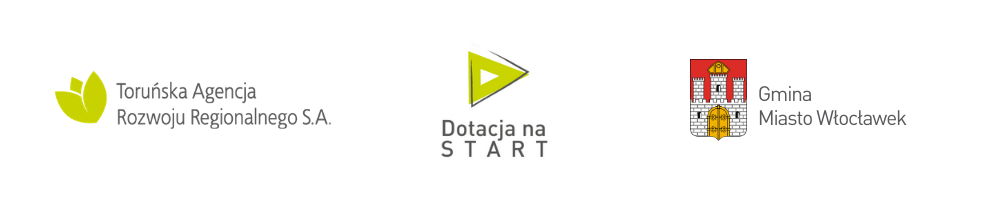 Toruńska Agencja
Rozwoju Regionalnego S.A.
Dotacja na
START
Gmina
Miasto Włocławek